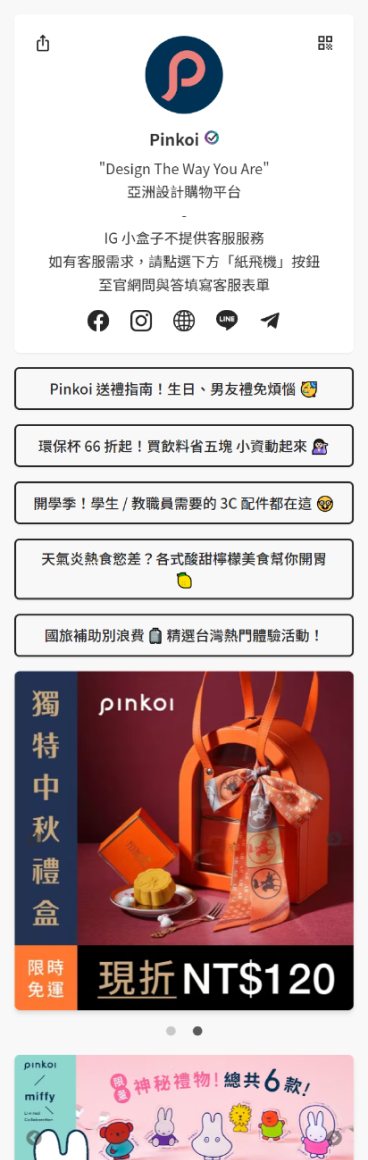 Pinkoi
"Design The Way You Are"
亞洲設計購物平台
-
IG 小盒子不提供客服服務
如有客服需求，請點選下方「紙飛機」按鈕
至官網問與答填寫客服表單
LINE
Pinkoi 送禮指南！生日、男友禮免煩惱 🥳
環保杯 66 折起！買飲料省五塊 小資動起來 🙅🏻‍♀️
開學季！學生 / 教職員需要的 3C 配件都在這 🤓
天氣炎熱食慾差？各式酸甜檸檬美食幫你開胃
🍋
國旅補助別浪費 🧳 精選台灣熱門體驗活動！
獨特中秋禮盒
pinkoi
限時
免運
現折 NT$120
pinkoi
miffy
Limited
Collaboration
限量
神秘禮物！總共6款！